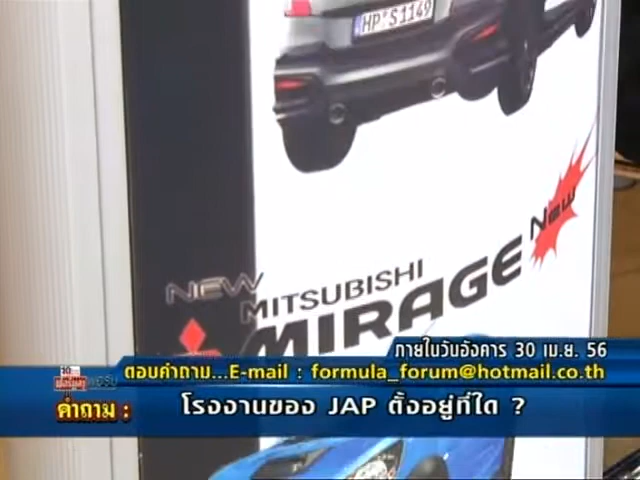 HP*S1149
NEW
MITSUBISHI
MIRAGE
New
ภายในวันอังคาร 30 เม.ย. 56
ตอบคำถาม...E-mail : formula_forum@hotmail.co.th
คำถาม :
โรงงานของ JAP ตั้งอยู่ที่ใด ?